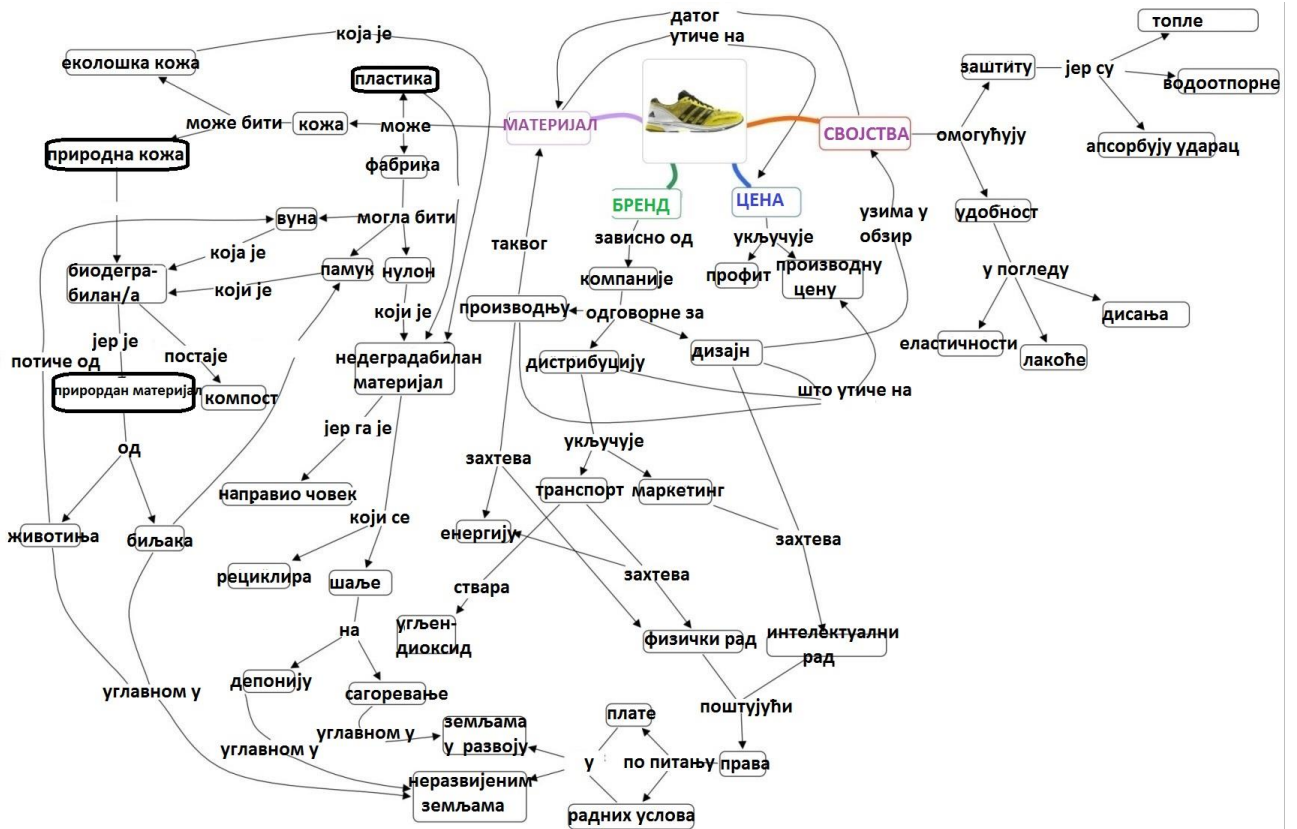 датог
утиче на
топле
која је
еколошка кожа
пластика
заштиту
јер су
водоотпорне
може бити
кожа
може
МАТЕРИЈАЛ
СВОЈСТВА
омогућују
апсорбују ударац
природна кожа
фабрика
БРЕНД
ЦЕНА
узима у
обзир
удобност
вуна
могла бити
таквог
зависно од
укључује
која је
памук
нулон
компаније
профит
производну
цену
у погледу
биодегра-
билан/а
који је
који је
производњу
одговорне за
дисања
јер је
постаје
недеградабилан
материјал
дистрибуцију
дизајн
еластичности
лакоће
потиче од
прирордан материјал
компост
што утиче на
јер га је
од
захтева
укључује
направио човек
транспорт
маркетинг
који се
животиња
биљака
енергију
захтева
рециклира
шаље
ствара
захтева
на
угљен-
диоксид
физички рад
интелектуални
рад
депонију
сагоревање
углавном у
поштујући
плате
земљама
у развоју
углавном у
углавном у
у
по питању
права
неразвијеним
земљама
радних услова